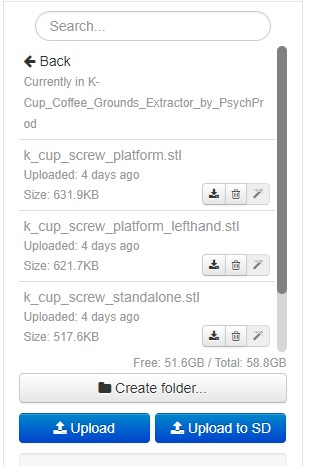 Search...
Back
Currently in K-
Cup_Coffee_Grounds_Extractor_by_PsychPr
od
k_cup_screw_platform.stl
Uploaded: 4 days ago
Size: 631.9KB
k_cup_screw_platform_lefthand.stl
Uploaded: 4 days ago
Size: 621.7KB
k_cup_screw_standalone.stl
Uploaded: 4 days ago
Size: 517.6KB
Free: 51.6GB / Total: 58.8GB
Create folder...
Upload Upload to SD